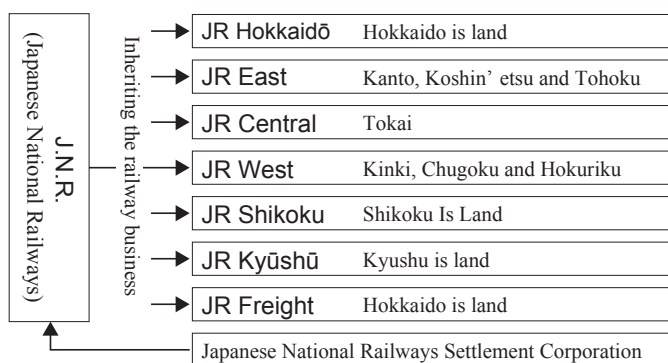 J.N.R.
(Japanese National Railways)
Inheriting the railway business
JR Hokkaidō Hokkaido is land
JR East Kanto, Koshin’ etsu and Tohoku
JR Central Tokai
JR West Kinki, Chugoku and Hokuriku
JR Shikoku Shikoku Is Land
JR Kyūshū Kyushu is land
JR Freight Hokkaido is land
Japanese National Railways Settlement Corporation